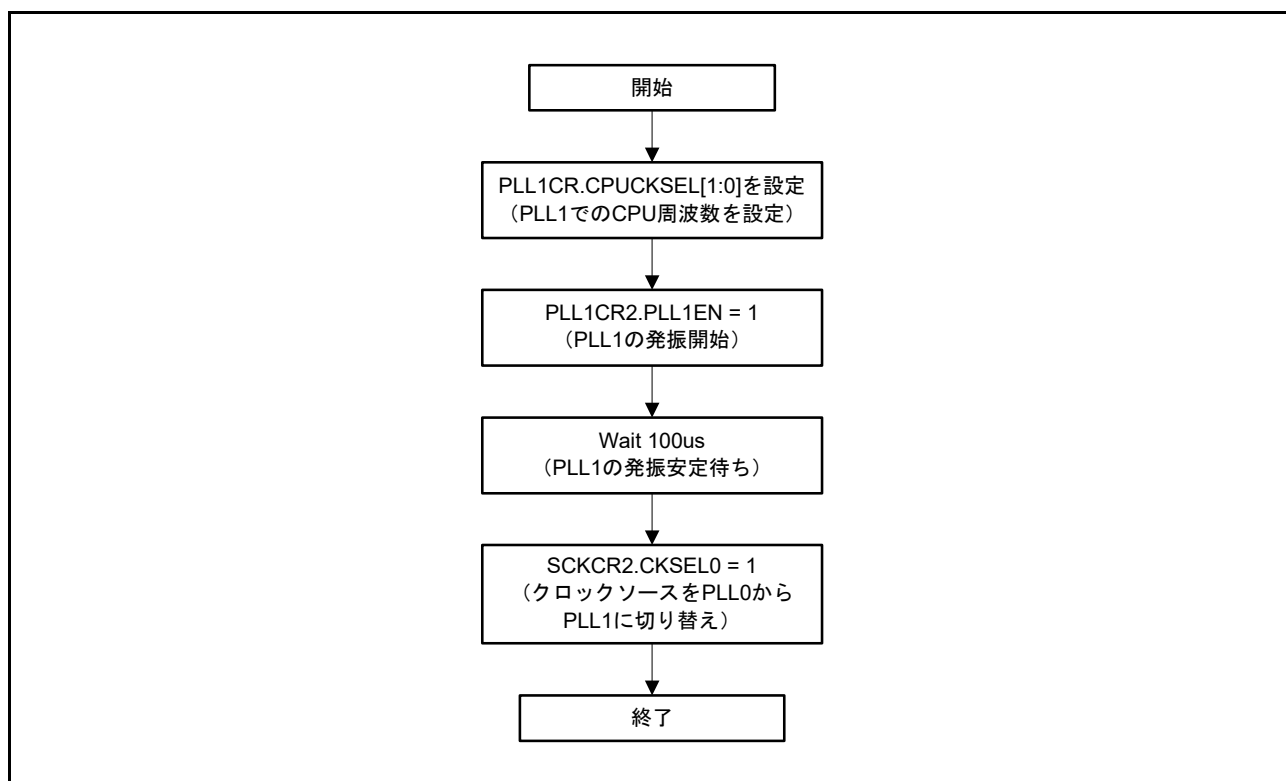 開始
PLL1CR.CPUCKSEL[1:0]を設定
（PLL1でのCPU周波数を設定）
PLL1CR2.PLL1EN = 1
（PLL1の発振開始）
Wait 100us
（PLL1の発振安定待ち）
SCKCR2.CKSEL0 = 1
（クロックソースをPLL0から
PLL1に切り替え）
終了